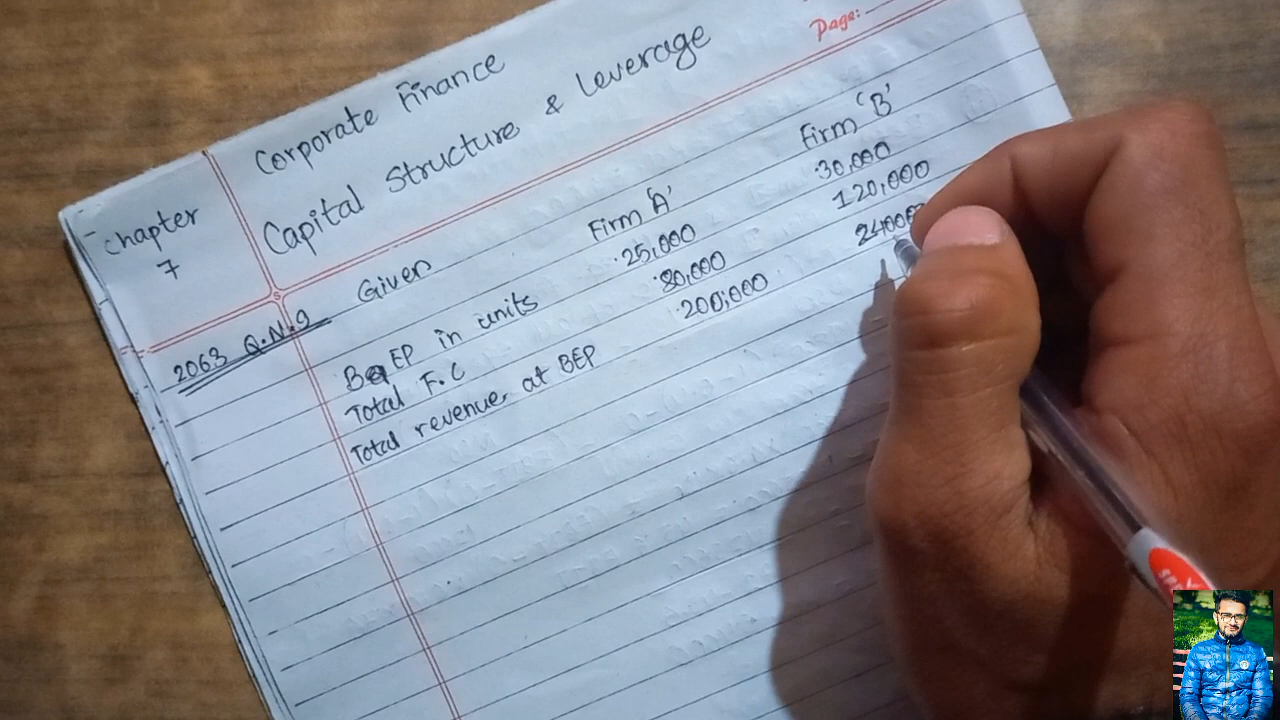 Page:
Corporate Finance
Chapter 7
Capital Structure & Leverage
2063 Q.N.9
Given
Firm 'A'
Firm 'B'
BEP in units 25,000 30,000
Total F.C 80,000 120,000
Total revenue, at BEP 200,000